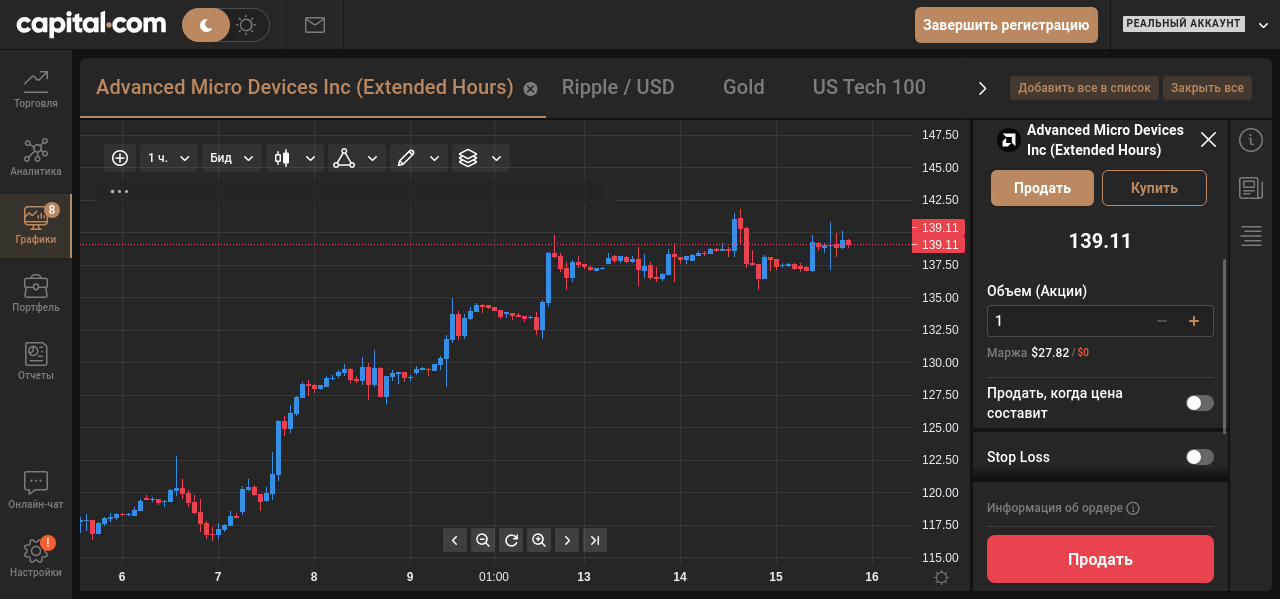 capital.com
Завершить регистрацию
РЕАЛЬНЫЙ АККАУНТ
Торговля
Аналитика
8
Графики
Портфель
Отчеты
Онлайн-чат
!
Настройки
Advanced Micro Devices Inc (Extended Hours)
Ripple / USD
Gold
US Tech 100
Добавить все в список
Закрыть все
1 ч.
Бид
147.50
145.00
142.50
139.11
139.11
137.50
135.00
132.50
130.00
127.50
125.00
122.50
120.00
117.50
115.00
6
7
8
9
01:00
13
14
15
16
Advanced Micro Devices
Inc (Extended Hours)
Продать
Купить
139.11
Объем (Акции)
1
Маржа $27.82 / $0
Продать, когда цена
составит
Stop Loss
Информация об ордере
Продать